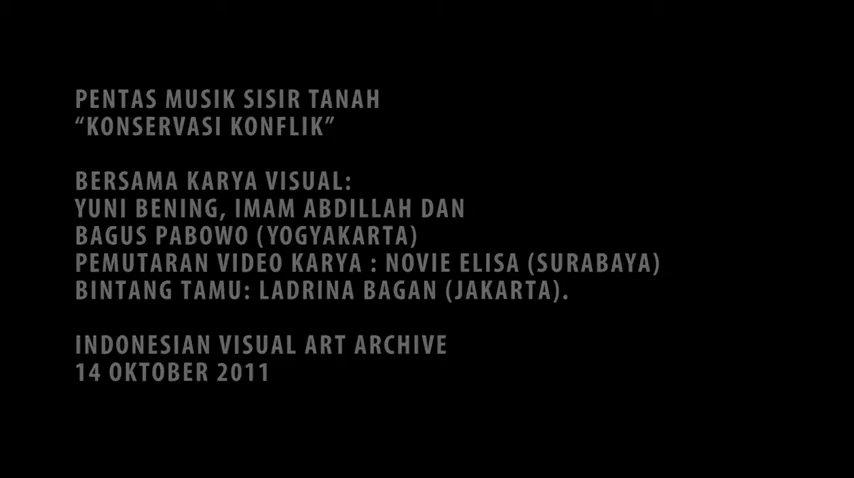 PENTAS MUSIK SISIR TANAH
“KONSERVASI KONFLIK”
BERSAMA KARYA VISUAL:
YUNI BENING, IMAM ABDILLAH DAN
BAGUS PABOWO (YOGYAKARTA)
PEMUTARAN VIDEO KARYA : NOVIE ELISA (SURABAYA)
BINTANG TAMU: LADRINA BAGAN (JAKARTA).
INDONESIAN VISUAL ART ARCHIVE
14 OKTOBER 2011